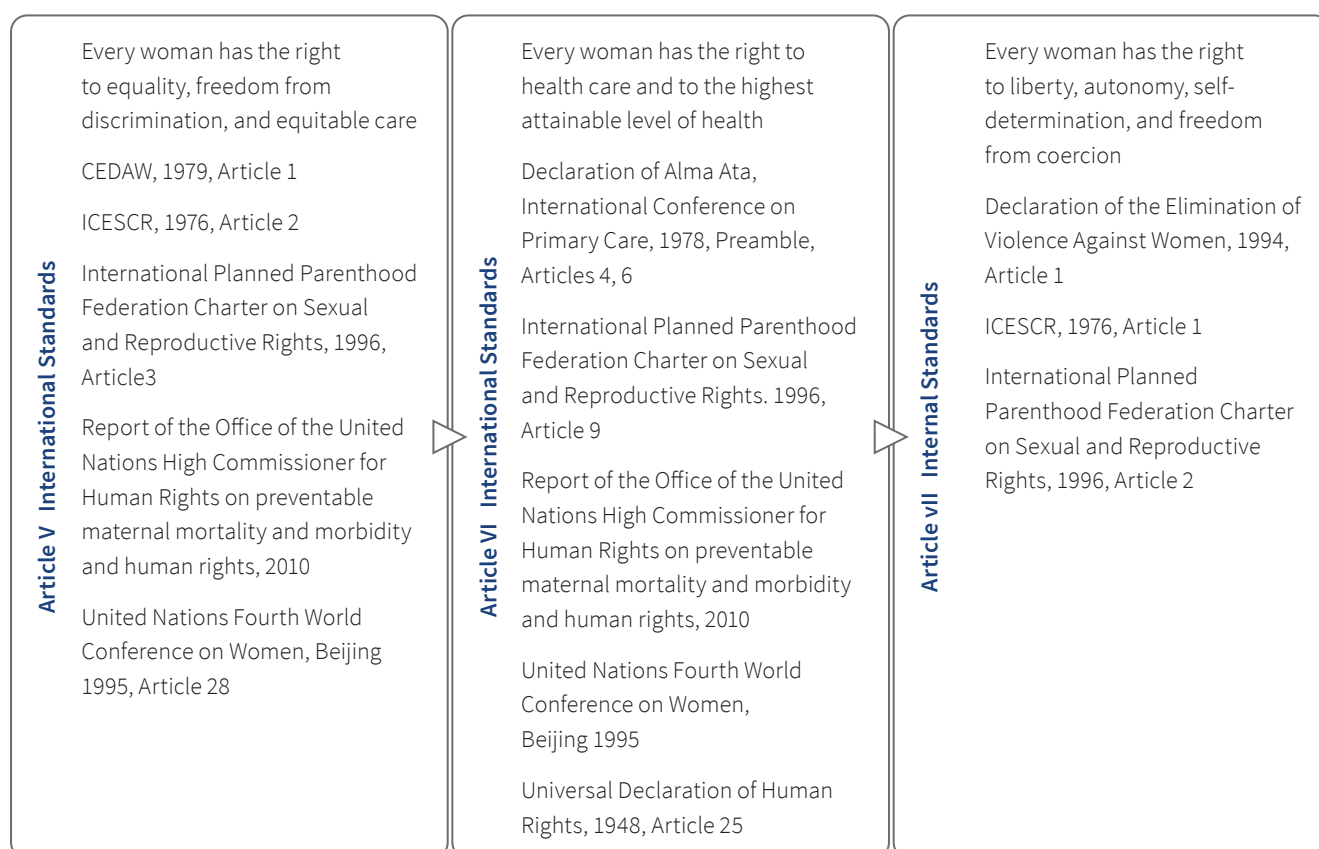 Article V International Standards
Every woman has the right
to equality, freedom from
discrimination, and equitable care
CEDAW, 1979, Article 1
ICESCR, 1976, Article 2
International Planned Parenthood
Federation Charter on Sexual
and Reproductive Rights, 1996,
Article3
Report of the Office of the United
Nations High Commissioner for
Human Rights on preventable
maternal mortality and morbidity
and human rights, 2010
United Nations Fourth World
Conference on Women, Beijing
1995, Article 28
Article VI International Standards
Every woman has the right to
health care and to the highest
attainable level of health
Declaration of Alma Ata,
International Conference on
Primary Care, 1978, Preamble,
Articles 4, 6
International Planned Parenthood
Federation Charter on Sexual
and Reproductive Rights. 1996,
Article 9
Report of the Office of the United
Nations High Commissioner for
Human Rights on preventable
maternal mortality and morbidity
and human rights, 2010
United Nations Fourth World
Conference on Women,
Beijing 1995
Universal Declaration of Human
Rights, 1948, Article 25
Article vII Internal Standards
Every woman has the right
to liberty, autonomy, self-
determination, and freedom
from coercion
Declaration of the Elimination of
Violence Against Women, 1994,
Article 1
ICESCR, 1976, Article 1
International Planned
Parenthood Federation Charter
on Sexual and Reproductive
Rights, 1996, Article 2